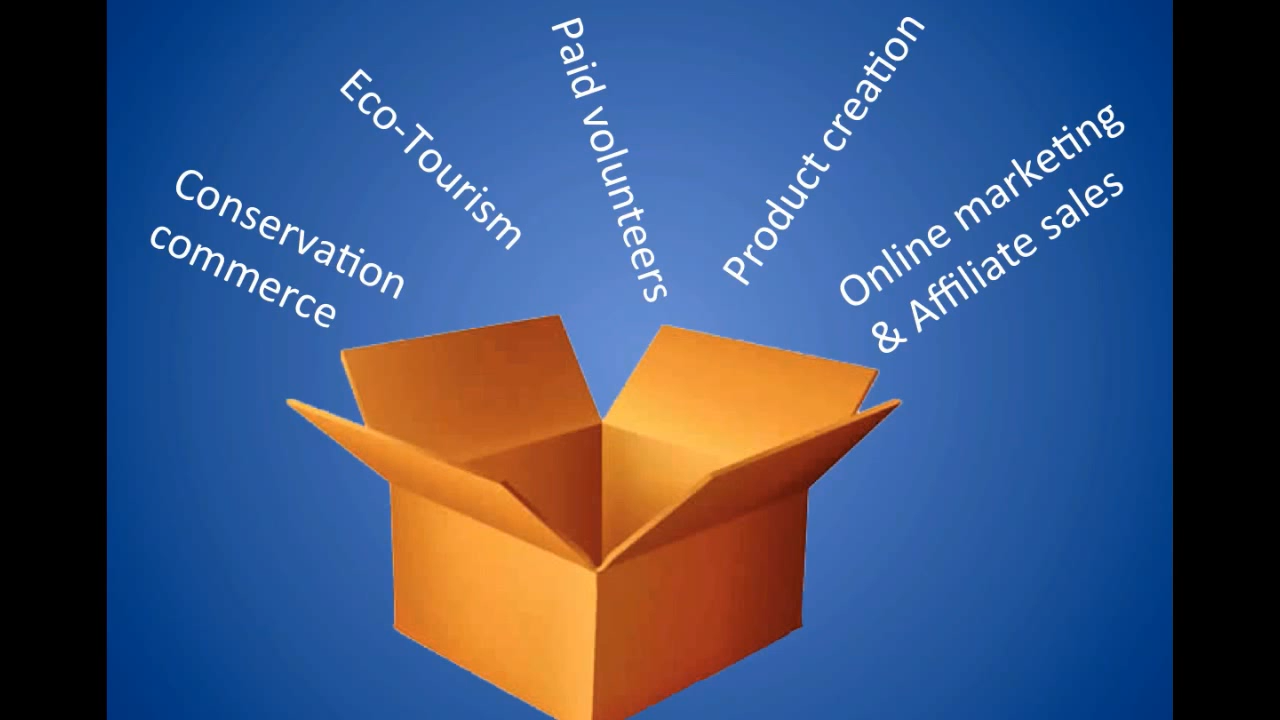 Conservation
commerce
Eco-Tourism
Paid volunteers
Product creation
Online marketing
& Affiliate sales